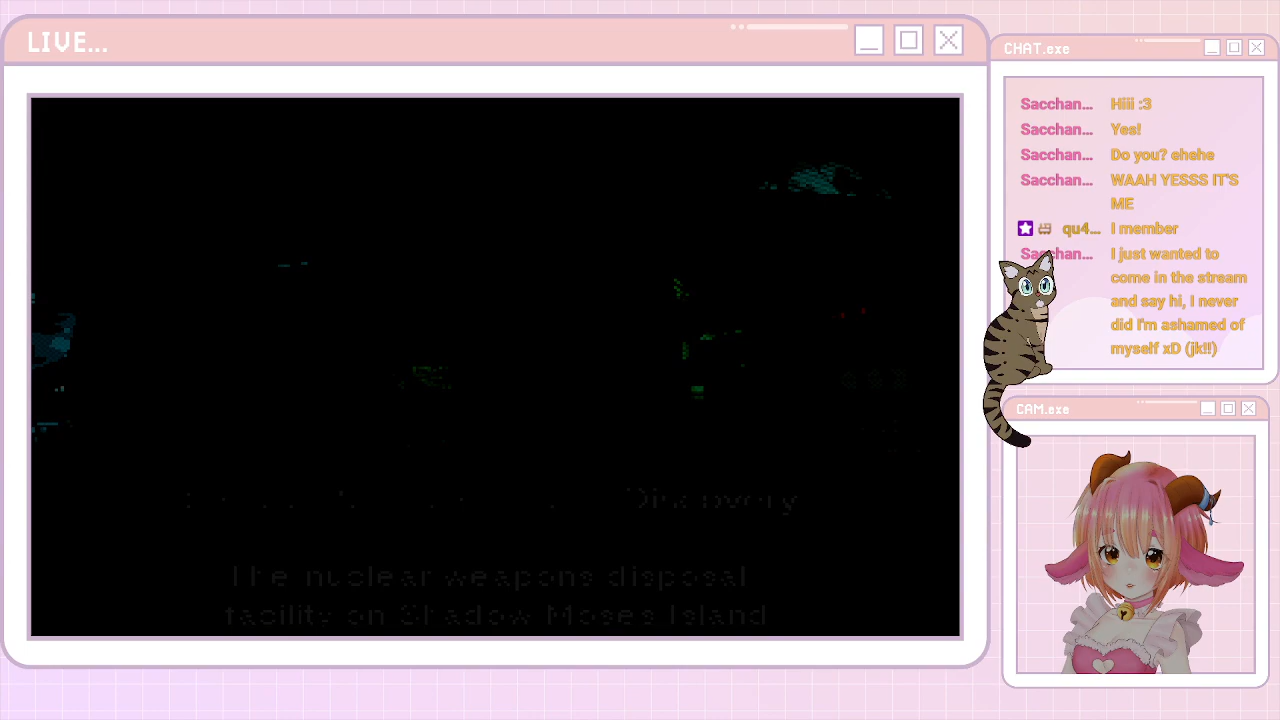 LIVE...
CHAT.exe
Sacchan... Hiii :3
Sacchan... Yes!
Sacchan... Do you? ehehe
Sacchan... WAAH YESSS IT'S
ME
qu4... I member
Sacchan... I just wanted to
come in the stream
and say hi, I never
did I'm ashamed of
myself xD (jk!!)
CAM.exe
Discovery
The nuclear weapons disposal
facility on Shadow Moses Island